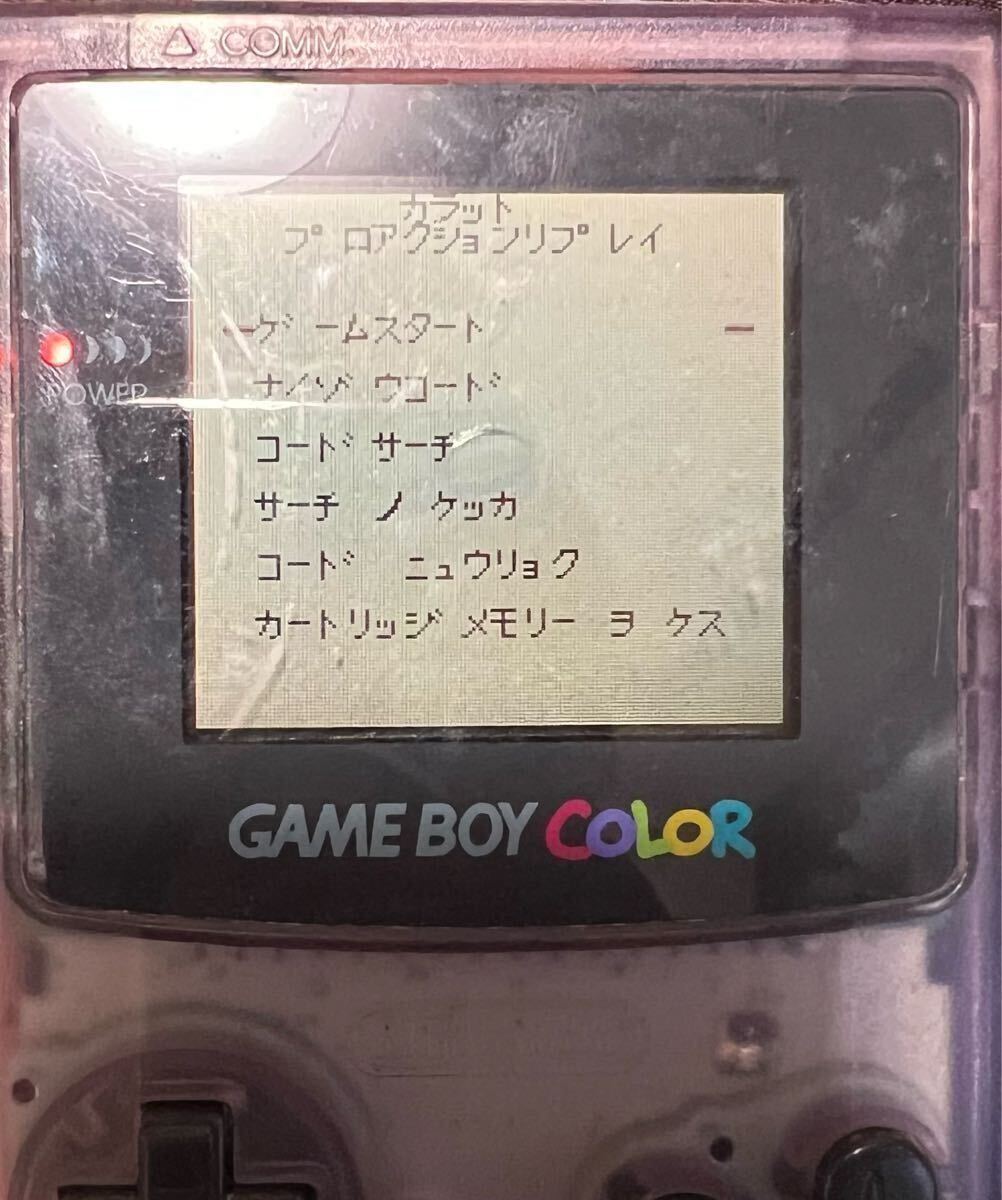 △ COMM.
カラット
プロアクションリプレイ
ーゲームスタート ー
ナイゾウコード
コード サーチ
サーチ ノ ケッカ
コード ニュウリョク
カートリッジ メモリー ヨ ケス
POWER
GAME BOY COLOR